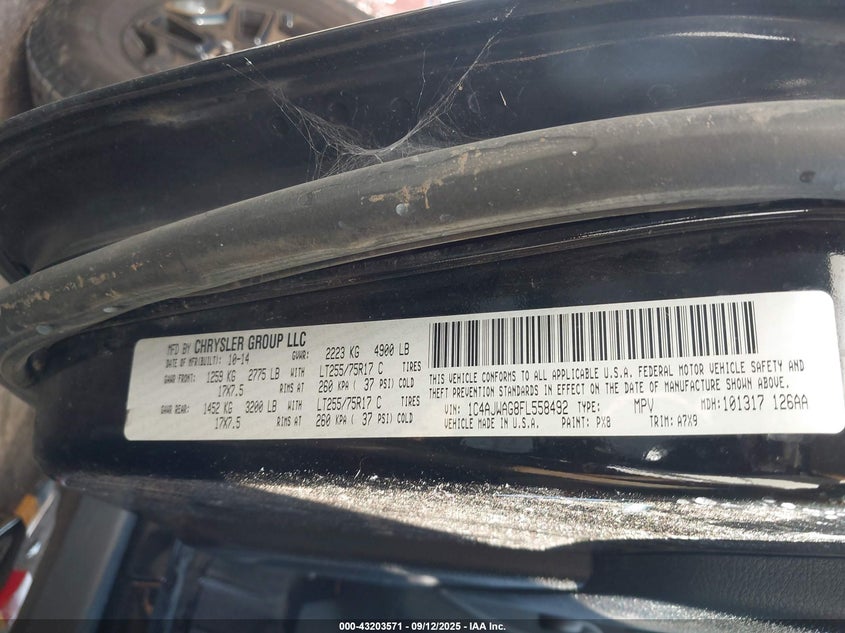 MFD BY CHRYSLER GROUP LLC
DATE OF MFR(BUILT): 10-14 GVWR: 2223 KG 4900 LB
GAWR FRONT: 1259 KG 2775 LB WITH LT255/75R17 C TIRES
17X7.5 RIMS AT 260 KPA ( 37 PSI) COLD
GAWR REAR: 1452 KG 3200 LB WITH LT255/75R17 C TIRES
17X7.5 RIMS AT 260 KPA ( 37 PSI) COLD
THIS VEHICLE CONFORMS TO ALL APPLICABLE U.S.A. FEDERAL MOTOR VEHICLE SAFETY AND
THEFT PREVENTION STANDARDS IN EFFECT ON THE DATE OF MANUFACTURE SHOWN ABOVE.
VIN: 1C4AJWAG8FL558492 TYPE: MPV MDH:101317 126AA
VEHICLE MADE IN U.S.A. PAINT: PX8 TRIM: A7X9
000-43203571 - 09/12/2025 - IAA Inc.